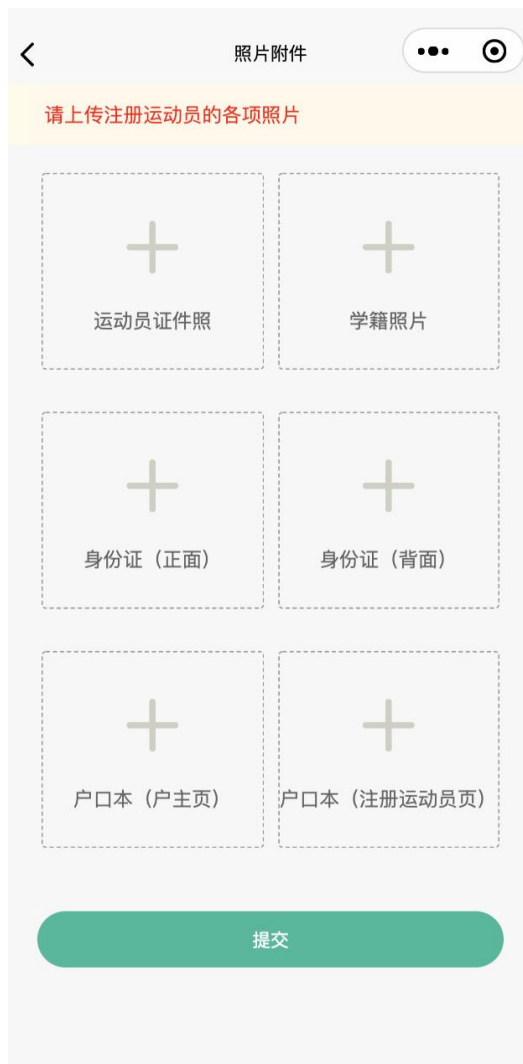 照片附件
请上传注册运动员的各项照片
运动员证件照
学籍照片
身份证（正面）
身份证（背面）
户口本（户主页）
户口本（注册运动员页）
提交